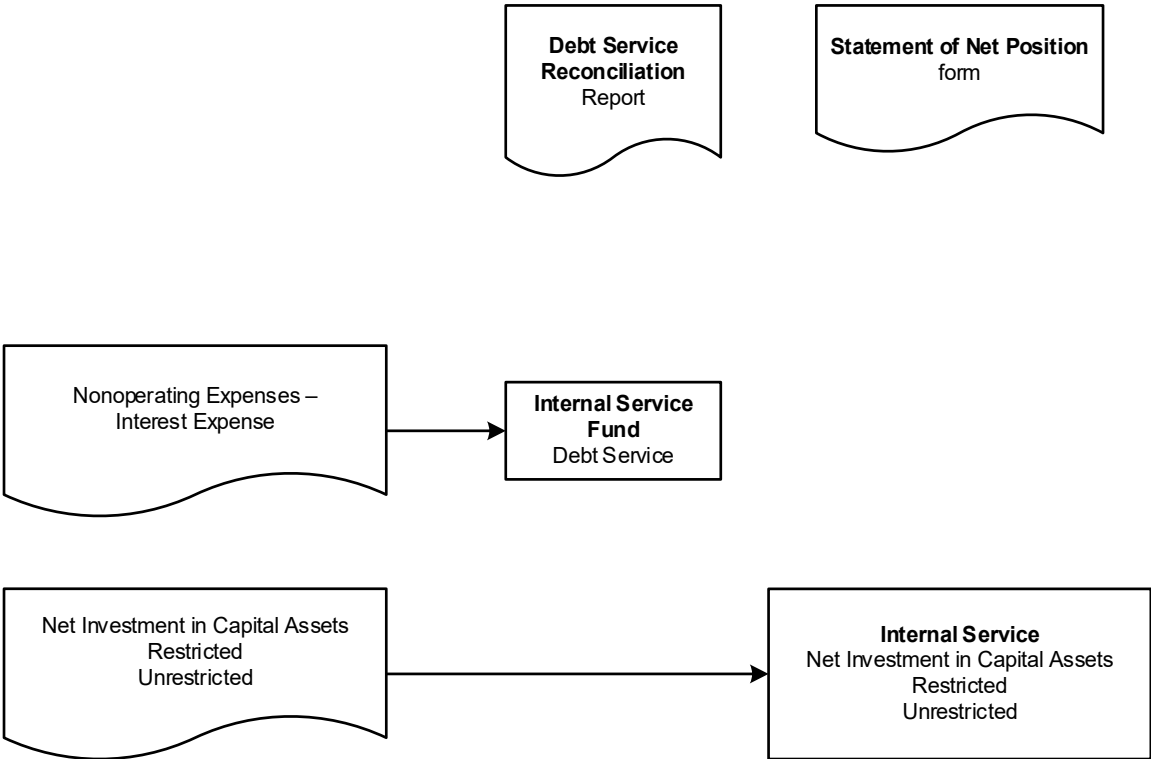 Debt Service
Reconciliation
Report
Statement of Net Position
form
Nonoperating Expenses –
Interest Expense
Internal Service
Fund
Debt Service
Net Investment in Capital Assets
Restricted
Unrestricted
Internal Service
Net Investment in Capital Assets
Restricted
Unrestricted